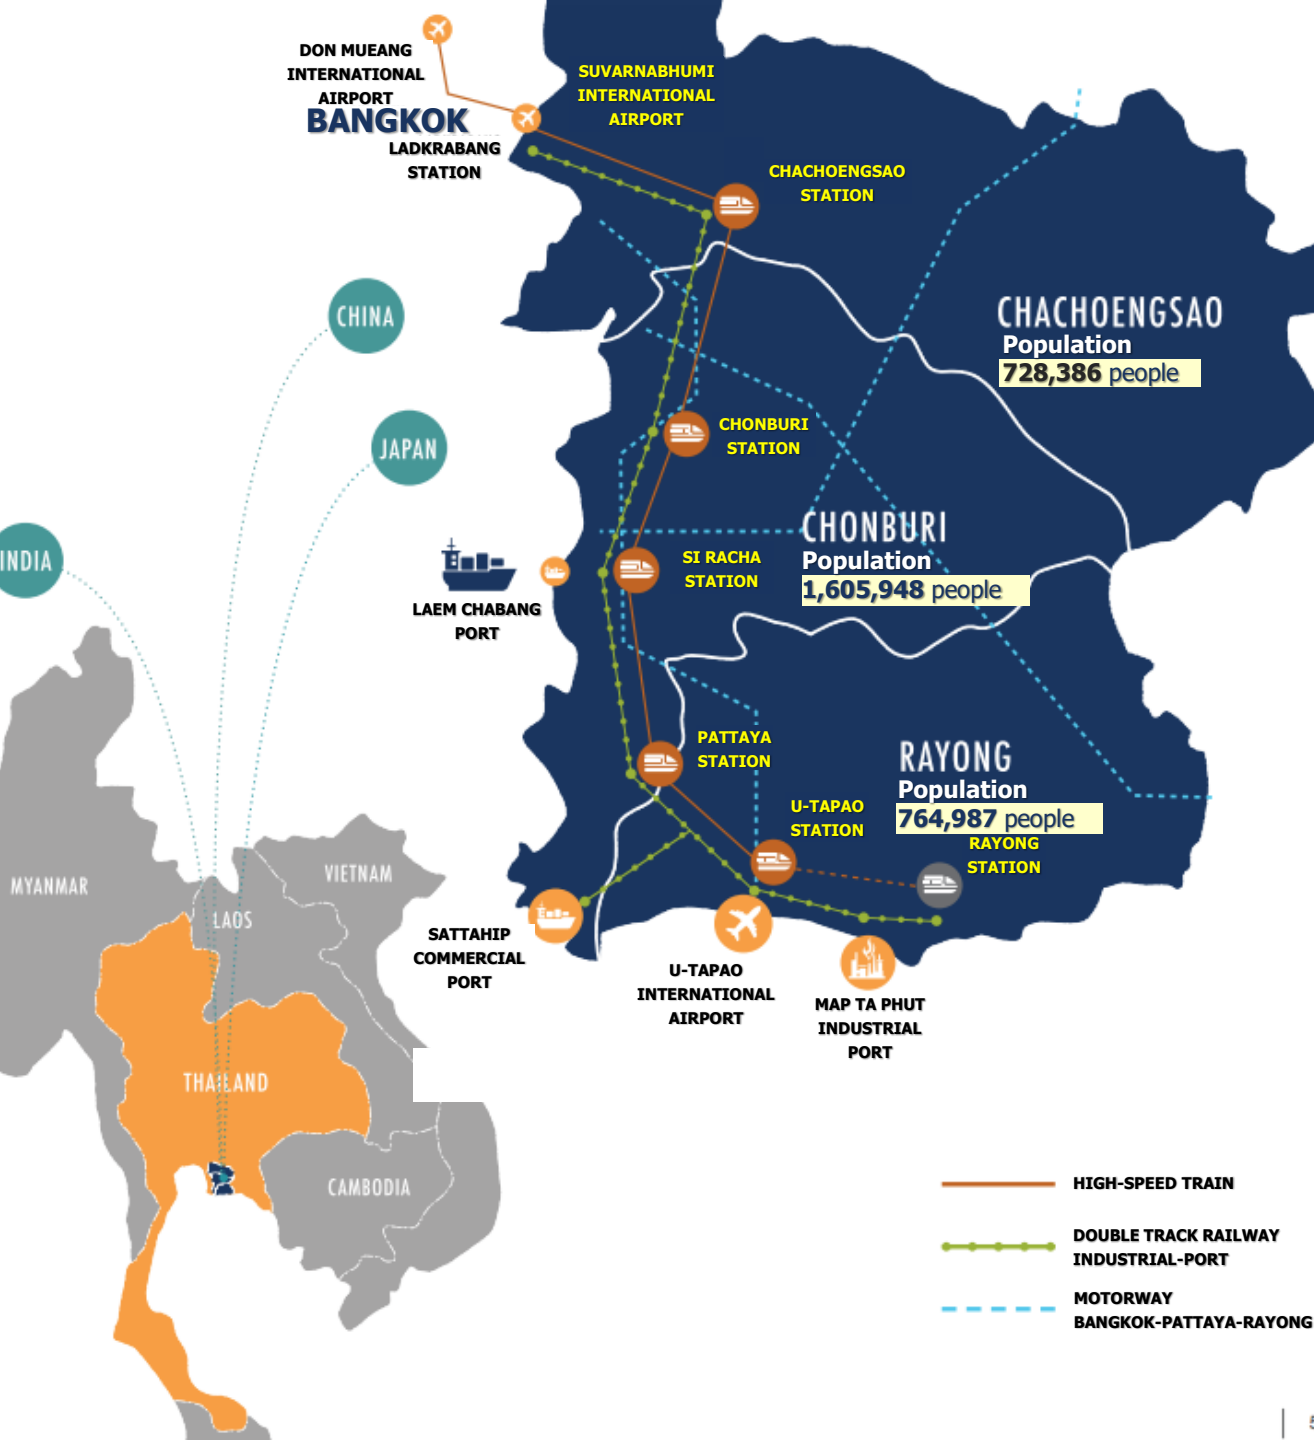 DON MUEANG
INTERNATIONAL
AIRPORT
BANGKOK
LADKRABANG
STATION
SUVARNABHUMI
INTERNATIONAL
AIRPORT
CHACHOENGSAO
STATION
CHINA
JAPAN
INDIA
CHACHOENGSAO
Population
728,386 people
CHONBURI
STATION
CHONBURI
Population
1,605,948 people
SI RACHA
STATION
LAEM CHABANG
PORT
PATTAYA
STATION
RAYONG
Population
764,987 people
U-TAPAO
STATION
RAYONG
STATION
SATTAHIP
COMMERCIAL
PORT
U-TAPAO
INTERNATIONAL
AIRPORT
MAP TA PHUT
INDUSTRIAL
PORT
MYANMAR
VIETNAM
LAOS
THAILAND
CAMBODIA
HIGH-SPEED TRAIN
DOUBLE TRACK RAILWAY
INDUSTRIAL-PORT
MOTORWAY
BANGKOK-PATTAYA-RAYONG